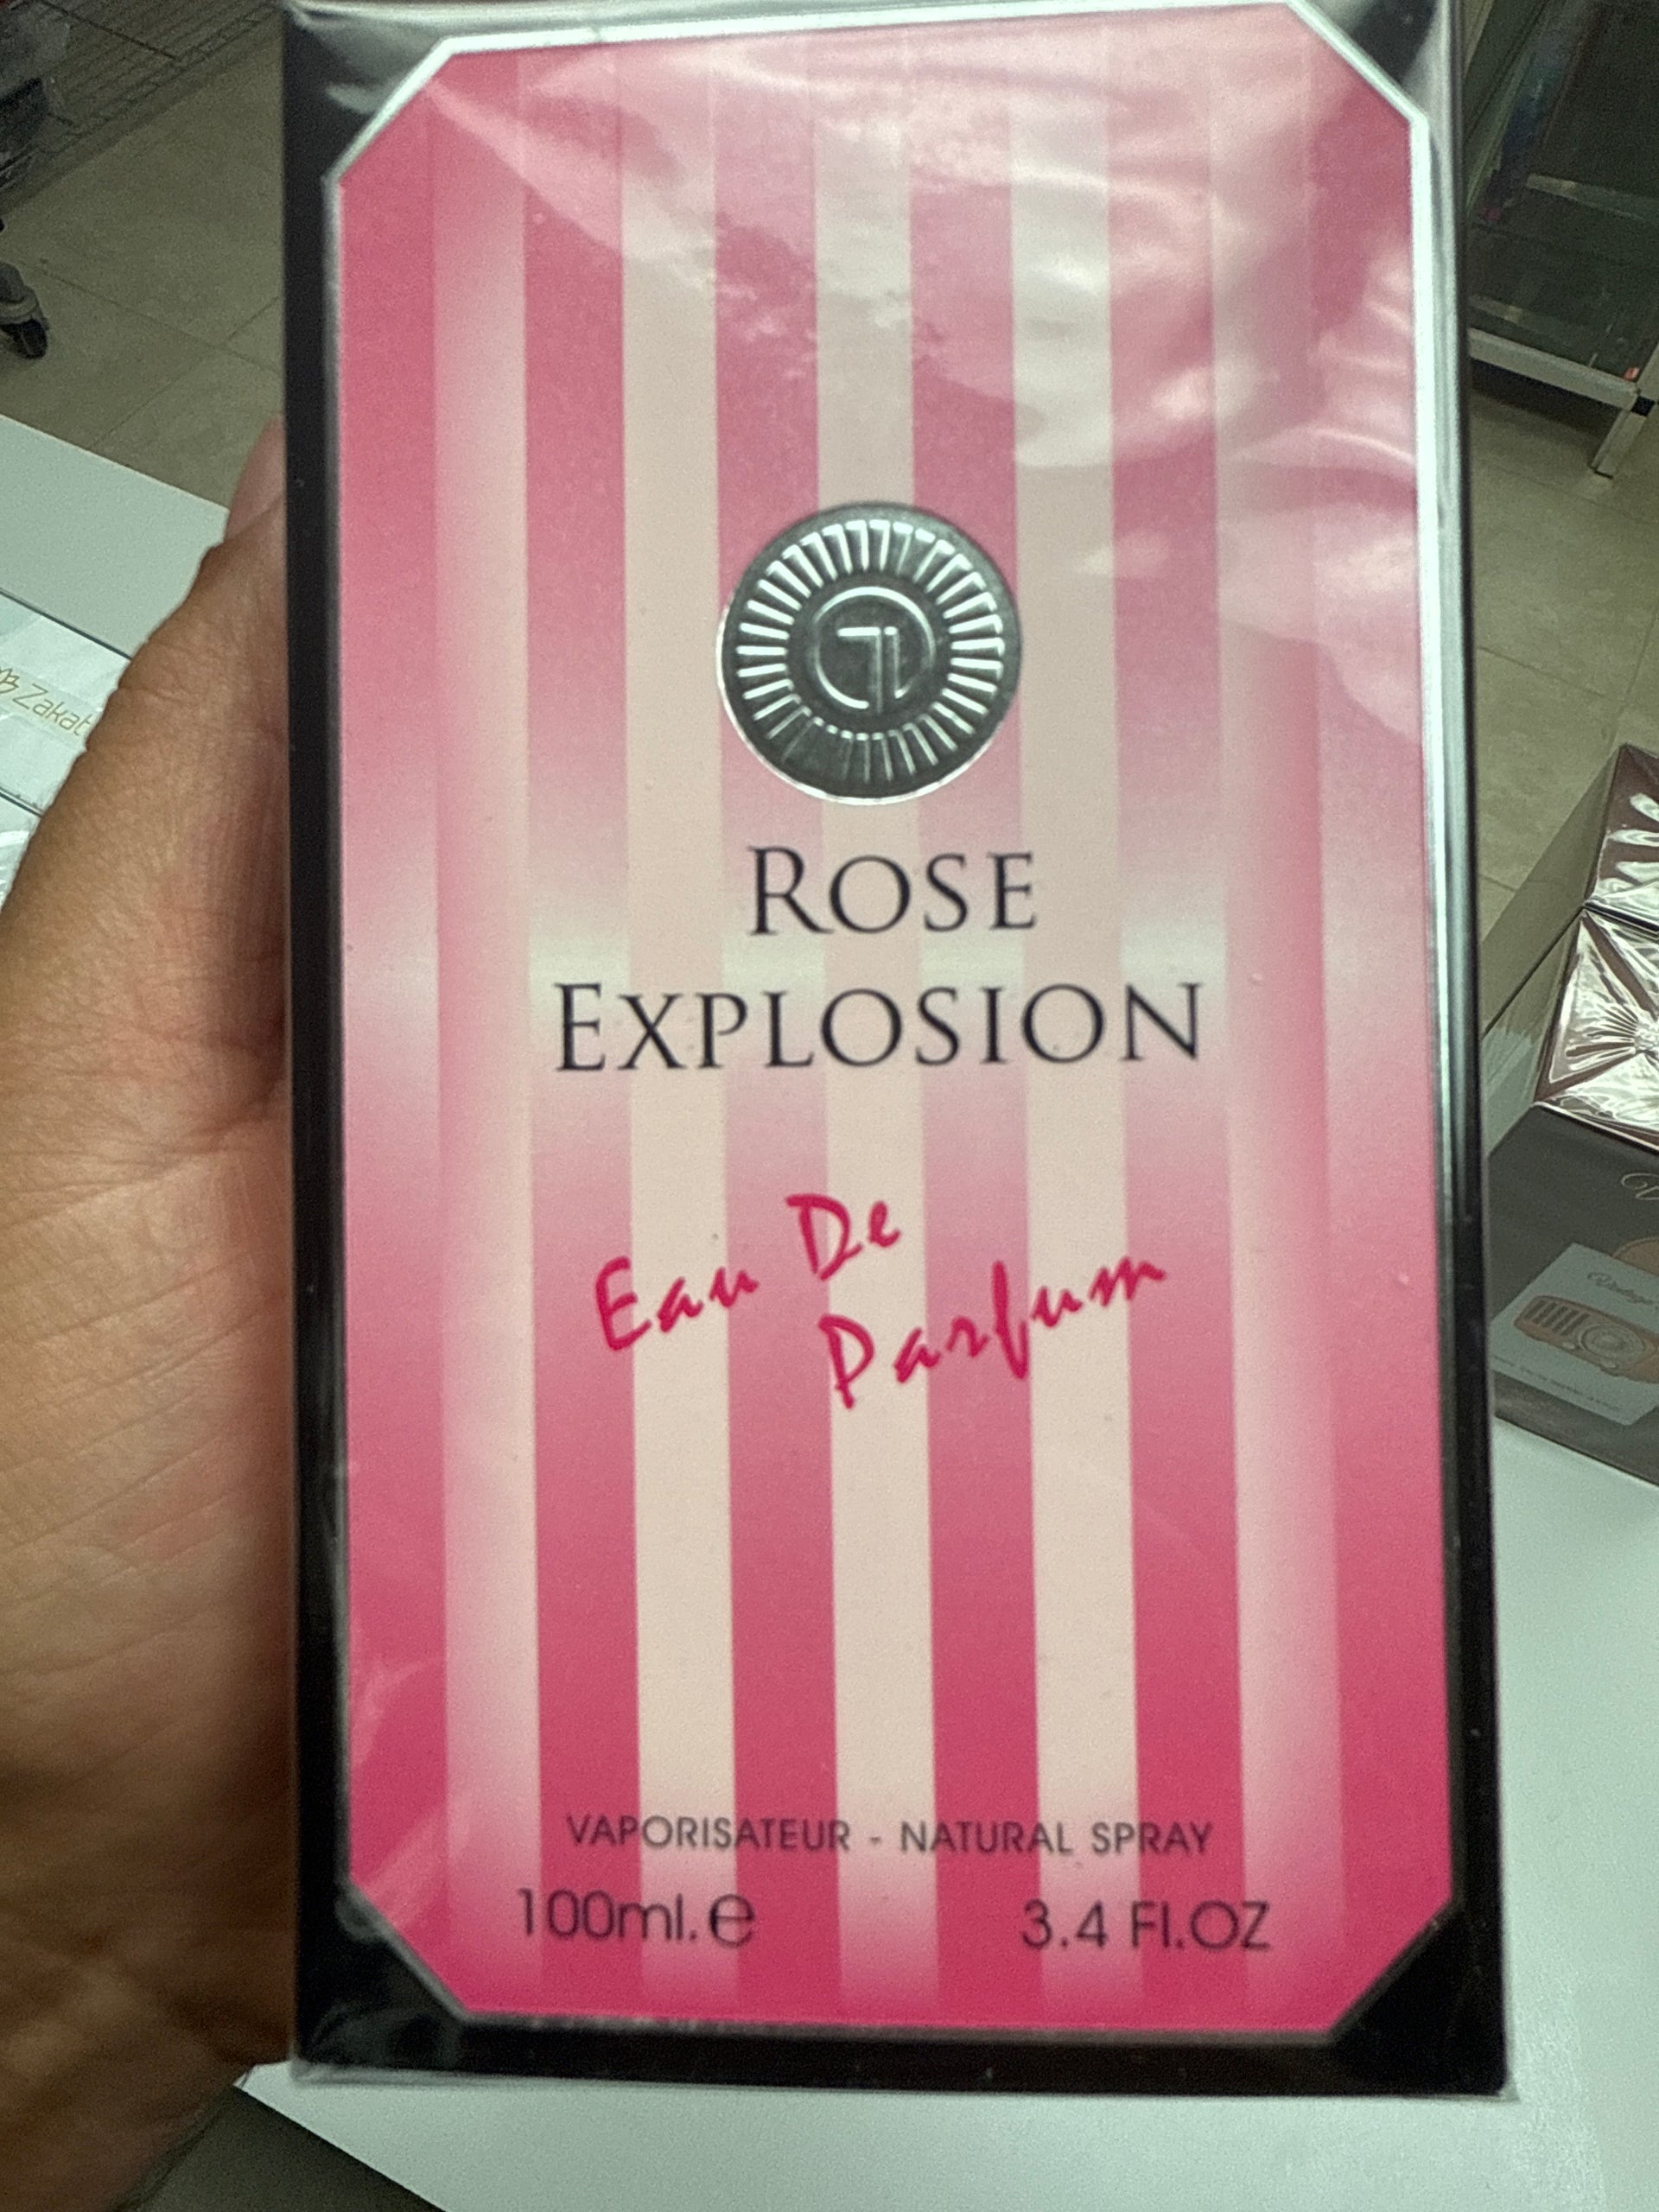 ROSE
EXPLOSION
Eau De
Parfum
VAPORISATEUR - NATURAL SPRAY
100ml.e
3.4 Fl.OZ
Zakat